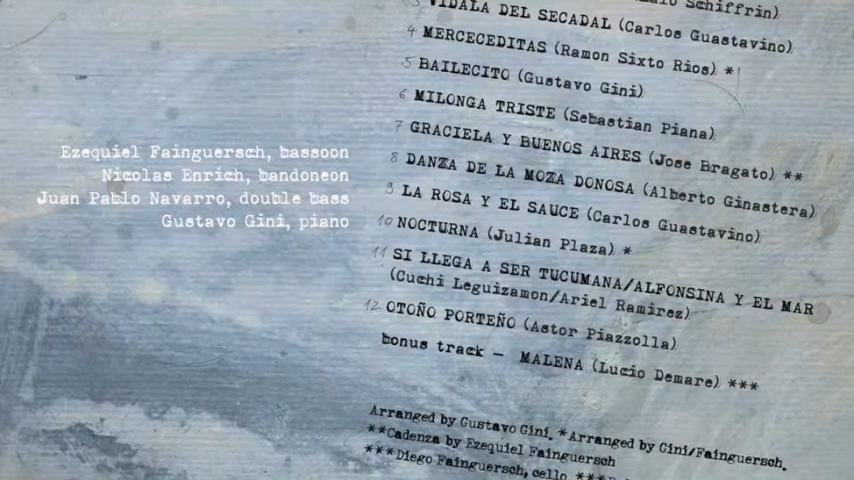 Schiffrin)
3 VIDALA DEL SECADAL (Carlos Guastavino)
4 MERCECEDITAS (Ramon Sixto Rios) *
5 BAILECITO (Gustavo Gini)
6 MILONGA TRISTE (Sebastian Piana)
7 GRACIELA Y BUENOS AIRES (Jose Bragato) **
8 DANZA DE LA MOZA DONOSA (Alberto Ginastera)
9 LA ROSA Y EL SAUCE (Carlos Guastavino)
10 NOCTURNA (Julian Plaza) *
11 SI LLEGA A SER TUCUMANA/ALFONSINA Y EL MAR
(Cuchi Leguizamon/Ariel Ramirez)
12 OTOÑO PORTEÑO (Astor Piazzolla)
bonus track - MALENA (Lucio Demare) ***
Ezequiel Fainguersch, bassoon
Nicolas Enrich, bandoneon
Juan Pablo Navarro, double bass
Gustavo Gini, piano
Arranged by Gustavo Gini. *Arranged by Gini/Fainguersch.
**Cadenza by Ezequiel Fainguersch
***Diego Fainguersch, cello